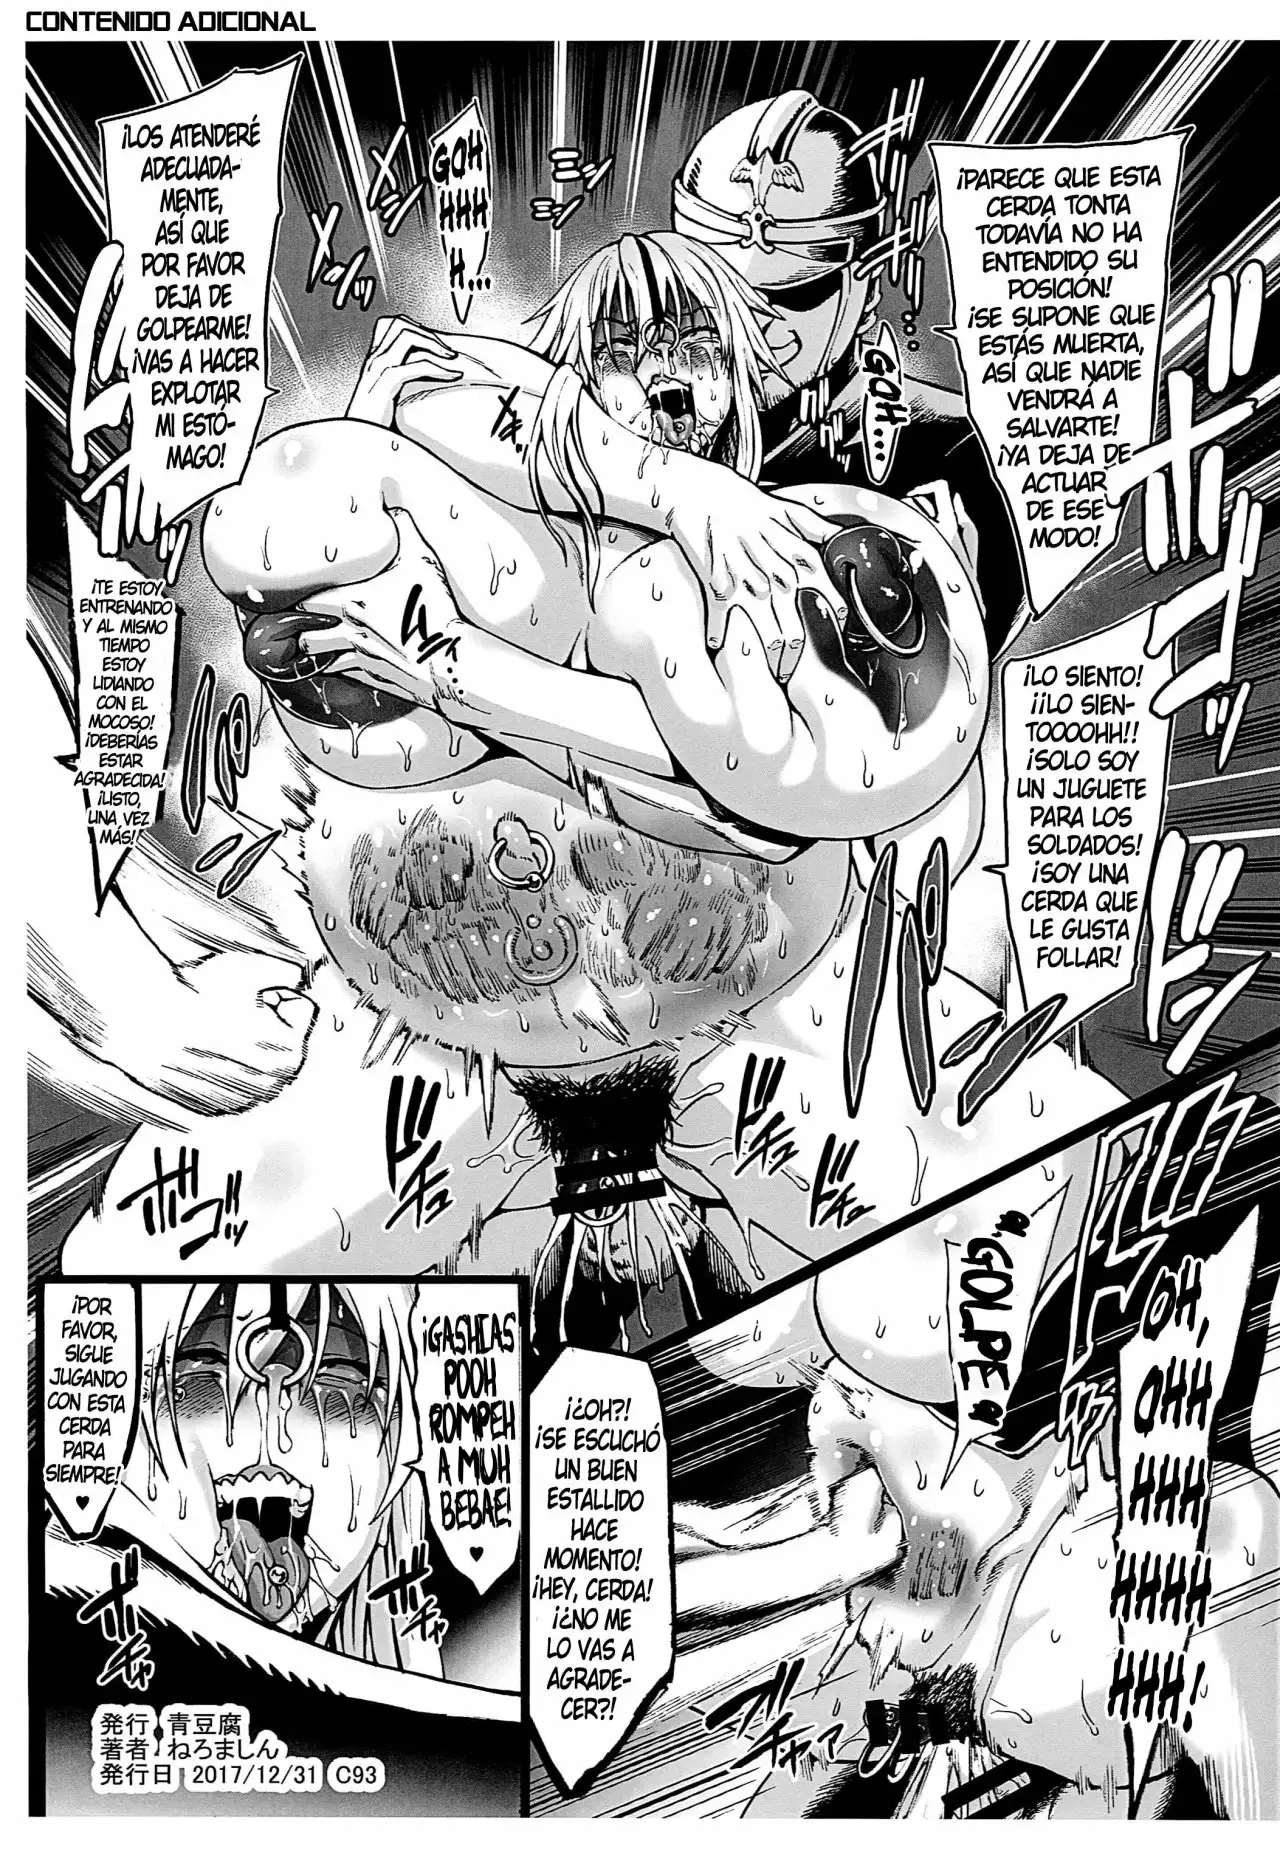 CONTENIDO ADICIONAL
¡PARECE QUE ESTA
CERDA TONTA
TODAVÍA NO HA
ENTENDIDO SU
POSICIÓN!
¡SE SUPONE QUE
ESTÁS MUERTA,
ASÍ QUE NADIE
VENDRÁ A
SALVARTE!
¡YA DEJA DE
ACTUAR
DE ESE
MODO!
GOH
HHH
H...
GOH...
¡LOS ATENDERÉ
ADECUADA-
MENTE,
ASÍ QUE
POR FAVOR
DEJA DE
GOLPEARME!
¡VAS A HACER
EXPLOTAR
MI ESTÓ-
MAGO!
¡LO SIENTO!
¡¡LO SIEN-
TOOOOHH!!
¡SOLO SOY
UN JUGUETE
PARA LOS
SOLDADOS!
¡SOY UNA
CERDA QUE
LE GUSTA
FOLLAR!
¡TE ESTOY
ENTRENANDO
Y AL MISMO
TIEMPO
ESTOY
LIDIANDO
CON EL
MOCOSO!
¡DEBERÍAS
ESTAR
AGRADECIDA!
¡LISTO,
UNA VEZ
MÁS!
*GOLPE*
OH,
OHH
HHH
HHHH
HHH!
¡¿OH?!
¡SE ESCUCHÓ
UN BUEN
ESTALLIDO
HACE
MOMENTO!
¡HEY, CERDA!
¡¿NO ME
LO VAS A
AGRADE-
CER?!
¡GASHIAS
POOH
ROMPEH
A MUH
BEBAE!
♥
¡POR
FAVOR,
SIGUE
JUGANDO
CON ESTA
CERDA
PARA
SIEMPRE!
♥
発行 青豆腐
著者 ねろましん
発行日 2017/12/31 C93